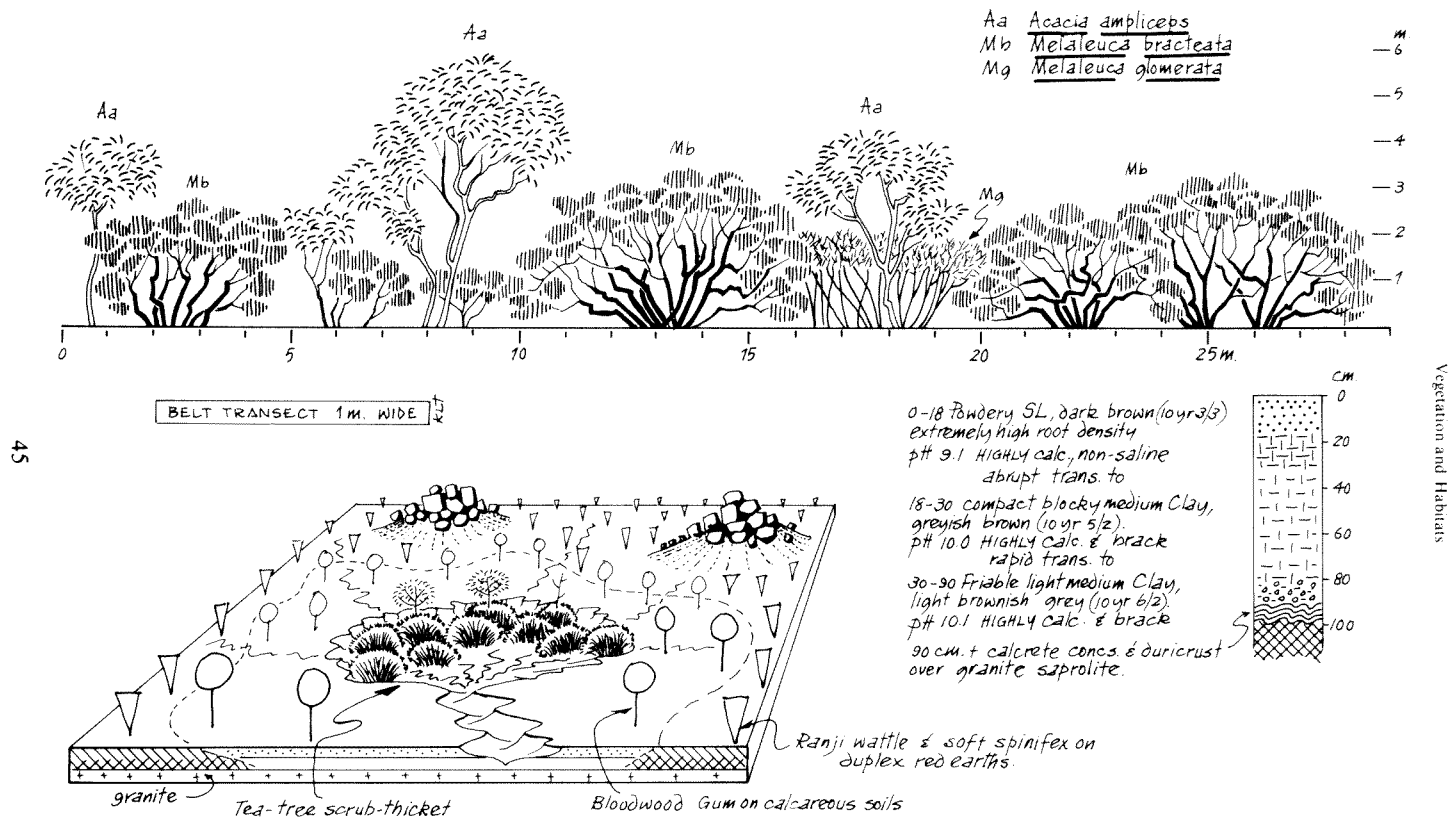 Aa Acacia ampliceps
Mb Melaleuca bracteata
Mg Melaleuca glomerata
m.
6
5
4
3
2
1
Aa
Aa
Aa
Mb
Mb
Mg
Mb
0 5 10 15 20 25 m.
BELT TRANSECT 1m. WIDE
0-18 Powdery SL, dark brown (10yr 3/3)
extremely high root density
pH 9.1 HIGHLY calc., non-saline
abrupt trans. to
18-30 compact blocky medium Clay,
greyish brown (10 yr 5/2).
pH 10.0 HIGHLY Calc. & brack
rapid trans. to
30-90 Friable light medium Clay,
light brownish grey (10yr 6/2).
pH 10.1 HIGHLY Calc. & brack
90 cm. + calcrete concs. & duricrust
over granite saprolite.
cm.
0
20
40
60
80
100
Ranji wattle & soft spinifex on
duplex red earths.
granite
Tea-tree scrub-thicket
Bloodwood Gum on calcareous soils
45
Vegetation and Habitats